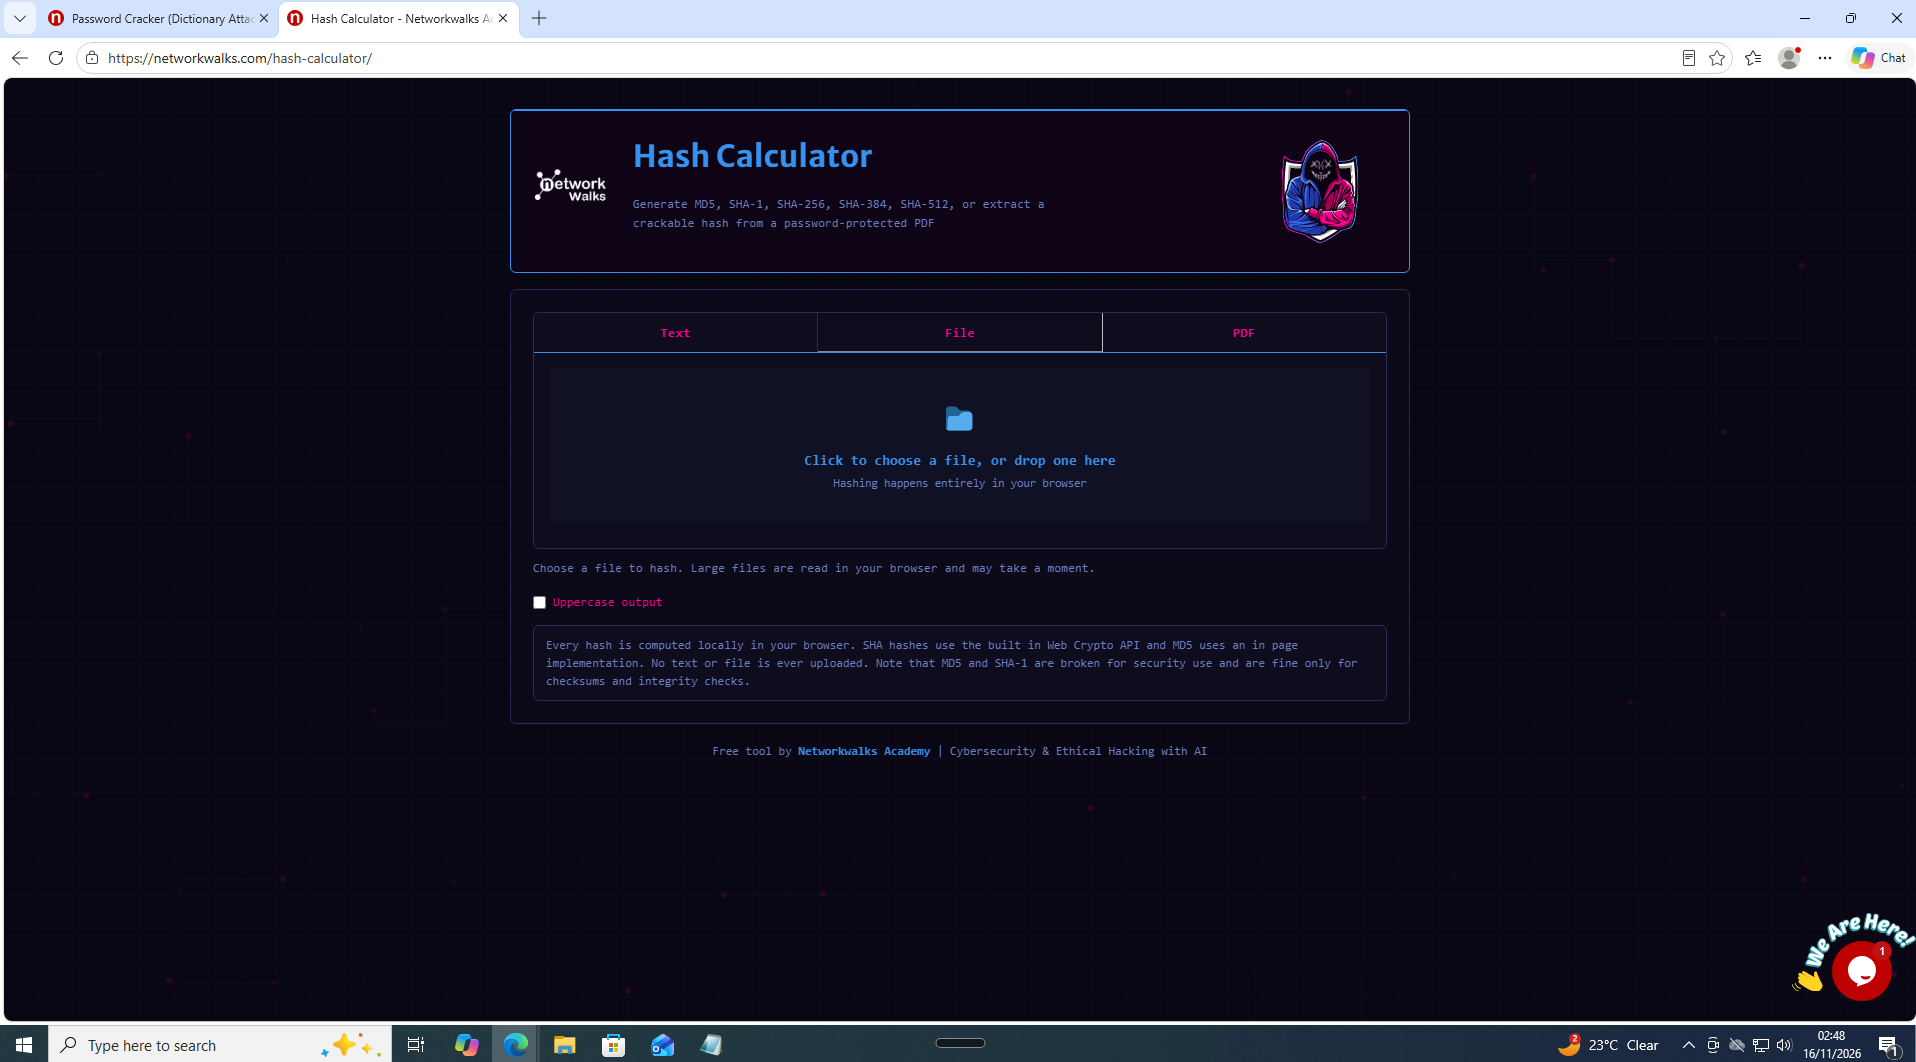 Password Cracker (Dictionary Atta
Hash Calculator - Networkwalks A
https://networkwalks.com/hash-calculator/
Chat
network
Walks
Hash Calculator
Generate MD5, SHA-1, SHA-256, SHA-384, SHA-512, or extract a
crackable hash from a password-protected PDF
Text
File
PDF
Click to choose a file, or drop one here
Hashing happens entirely in your browser
Choose a file to hash. Large files are read in your browser and may take a moment.
Uppercase output
Every hash is computed locally in your browser. SHA hashes use the built in Web Crypto API and MD5 uses an in page
implementation. No text or file is ever uploaded. Note that MD5 and SHA-1 are broken for security use and are fine only for
checksums and integrity checks.
Free tool by Networkwalks Academy | Cybersecurity & Ethical Hacking with AI
We Are Here!
1
Type here to search
2
23°C Clear
02:48
16/11/2026
1